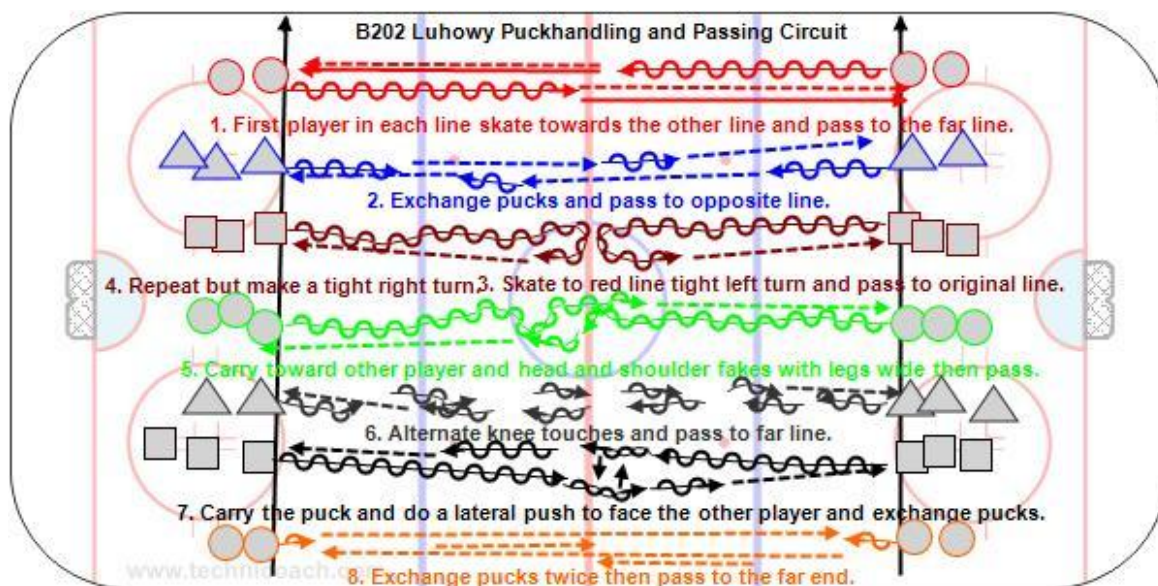 B202 Luhowy Puckhandling and Passing Circuit
1. First player in each line skate towards the other line and pass to the far line.
2. Exchange pucks and pass to opposite line.
4. Repeat but make a tight right turn.
3. Skate to red line tight left turn and pass to original line.
5. Carry toward other player and head and shoulder fakes with legs wide then pass.
6. Alternate knee touches and pass to far line.
7. Carry the puck and do a lateral push to face the other player and exchange pucks.
8. Exchange pucks twice then pass to the far end.